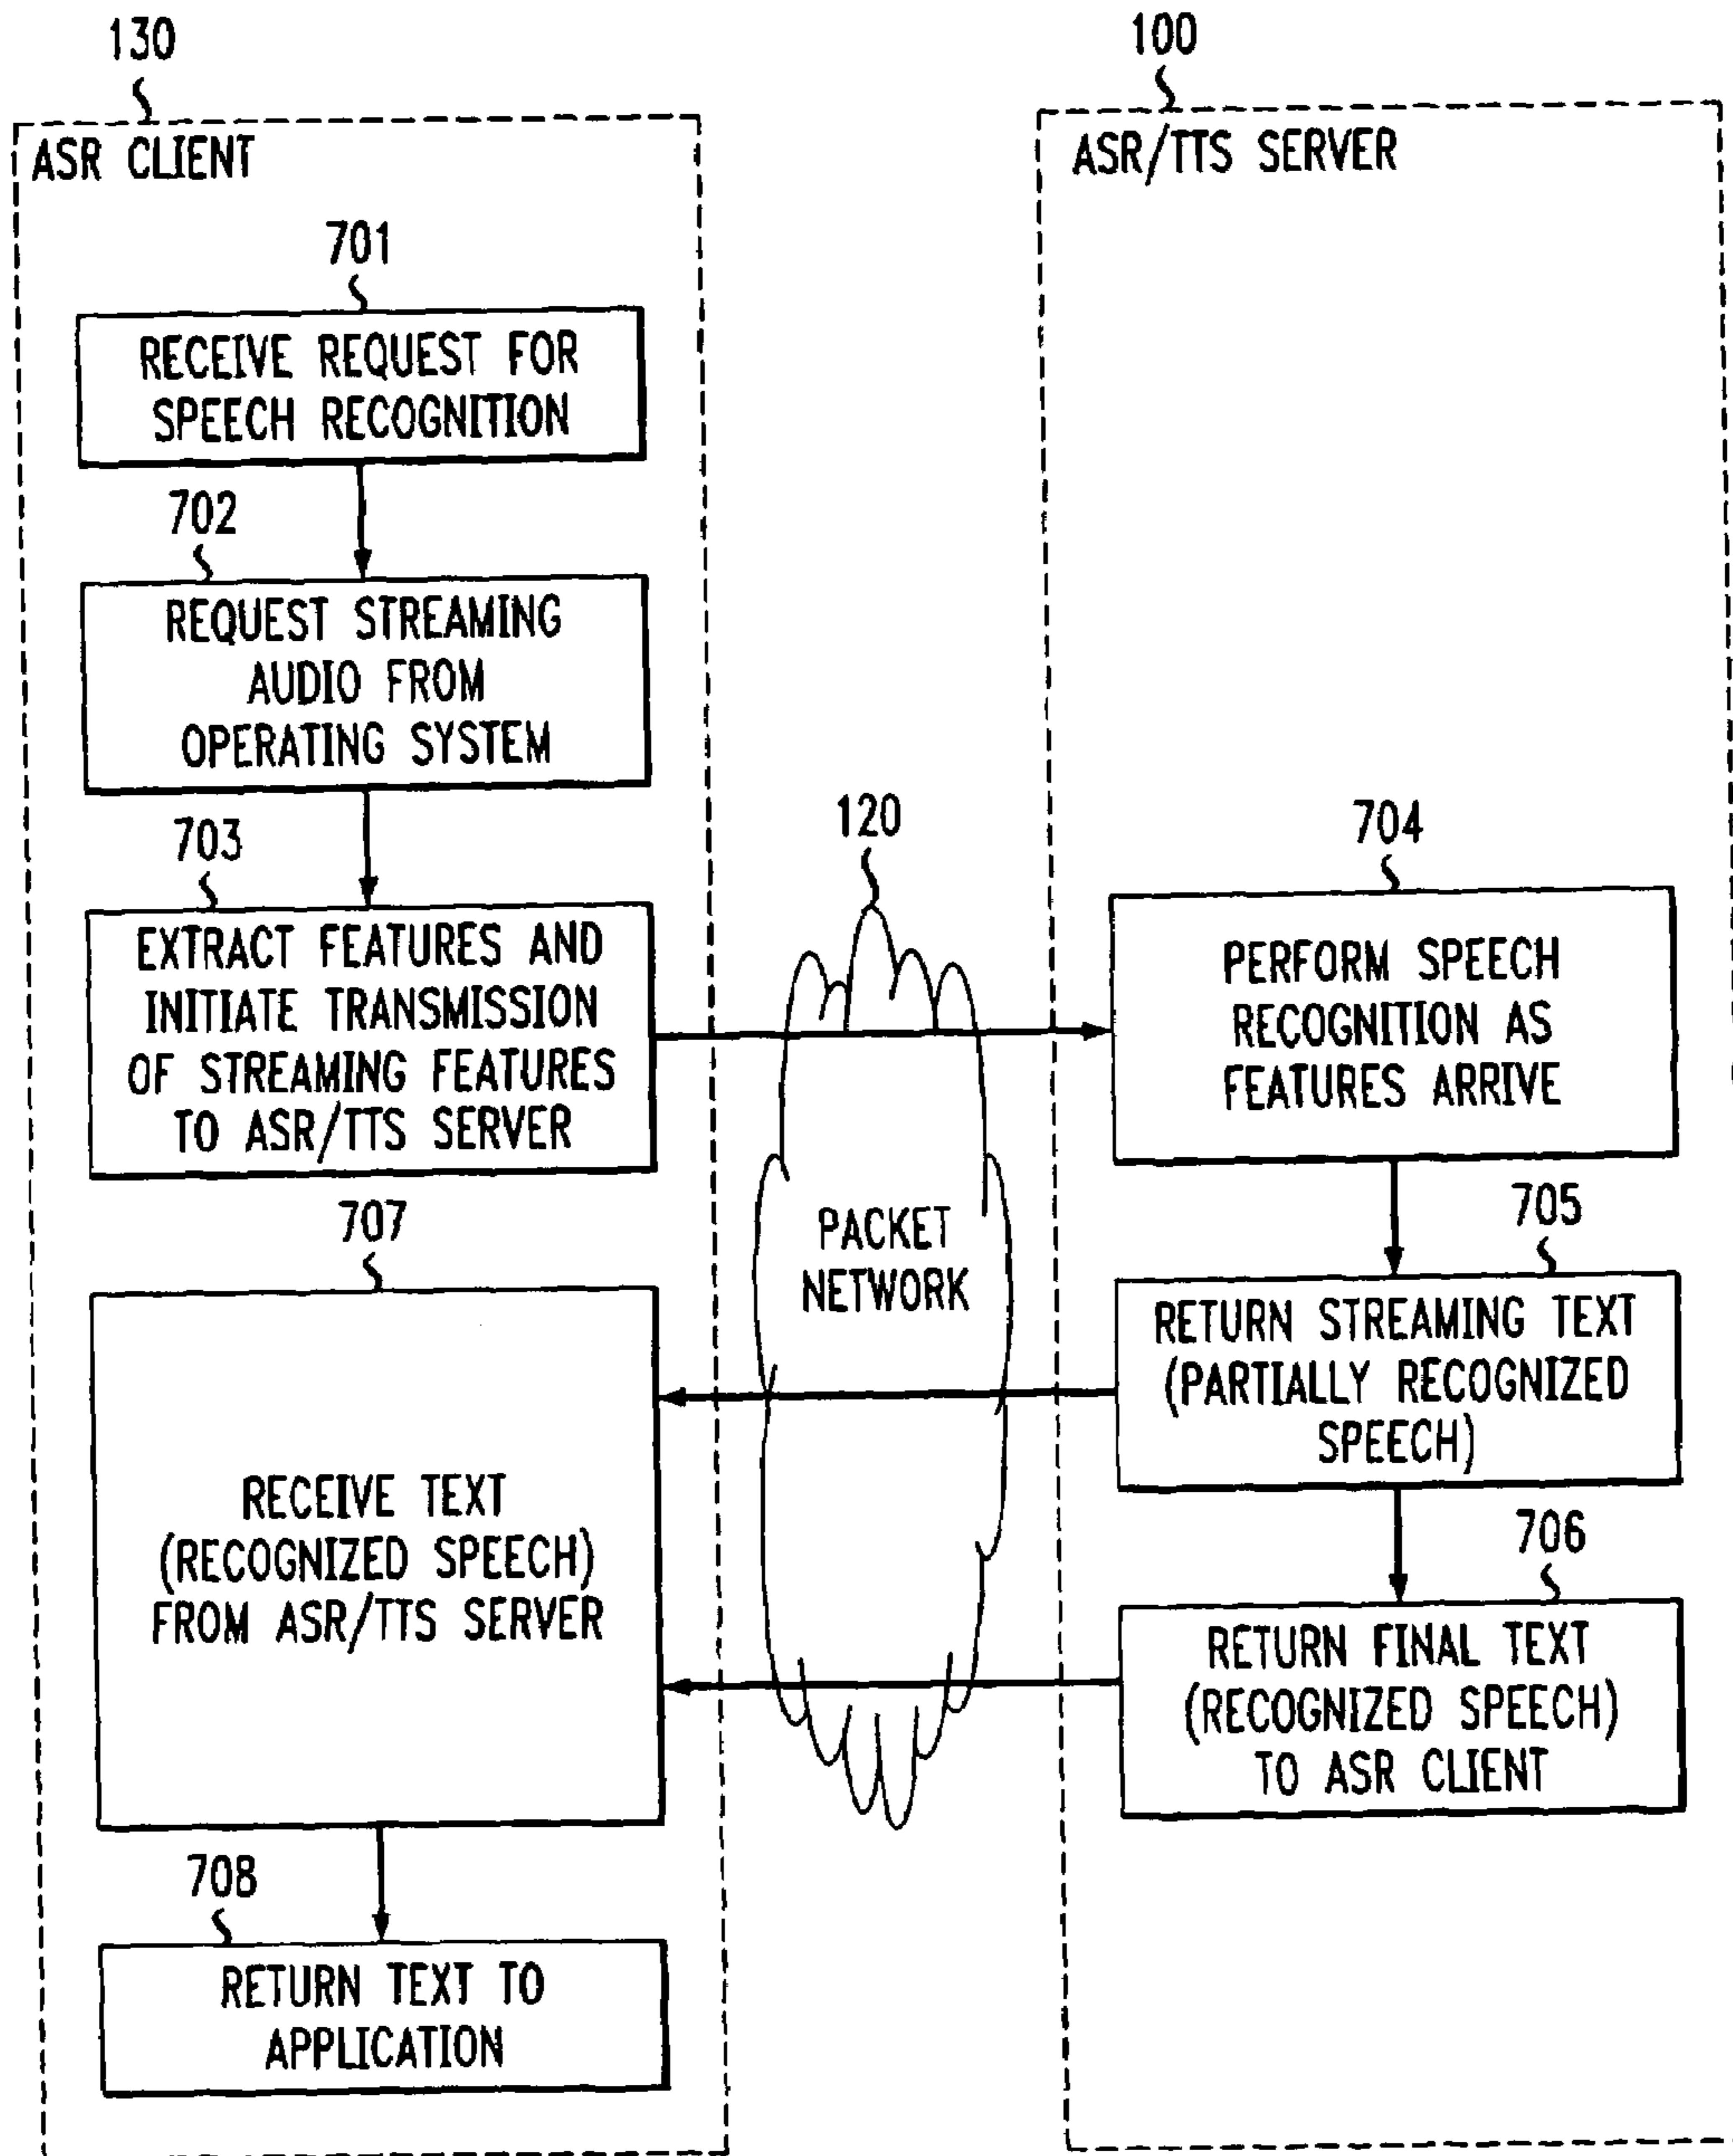 130
ASR CLIENT
701
RECEIVE REQUEST FOR
SPEECH RECOGNITION
702
REQUEST STREAMING
AUDIO FROM
OPERATING SYSTEM
703
EXTRACT FEATURES AND
INITIATE TRANSMISSION
OF STREAMING FEATURES
TO ASR/TTS SERVER
120
PACKET
NETWORK
100
ASR/TTS SERVER
704
PERFORM SPEECH
RECOGNITION AS
FEATURES ARRIVE
705
RETURN STREAMING TEXT
(PARTIALLY RECOGNIZED
SPEECH)
706
RETURN FINAL TEXT
(RECOGNIZED SPEECH)
TO ASR CLIENT
707
RECEIVE TEXT
(RECOGNIZED SPEECH)
FROM ASR/TTS SERVER
708
RETURN TEXT TO
APPLICATION